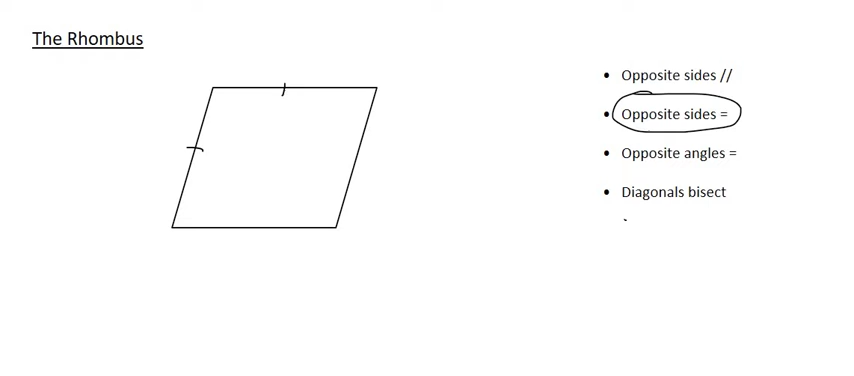 The Rhombus
• Opposite sides //
• Opposite sides =
• Opposite angles =
• Diagonals bisect